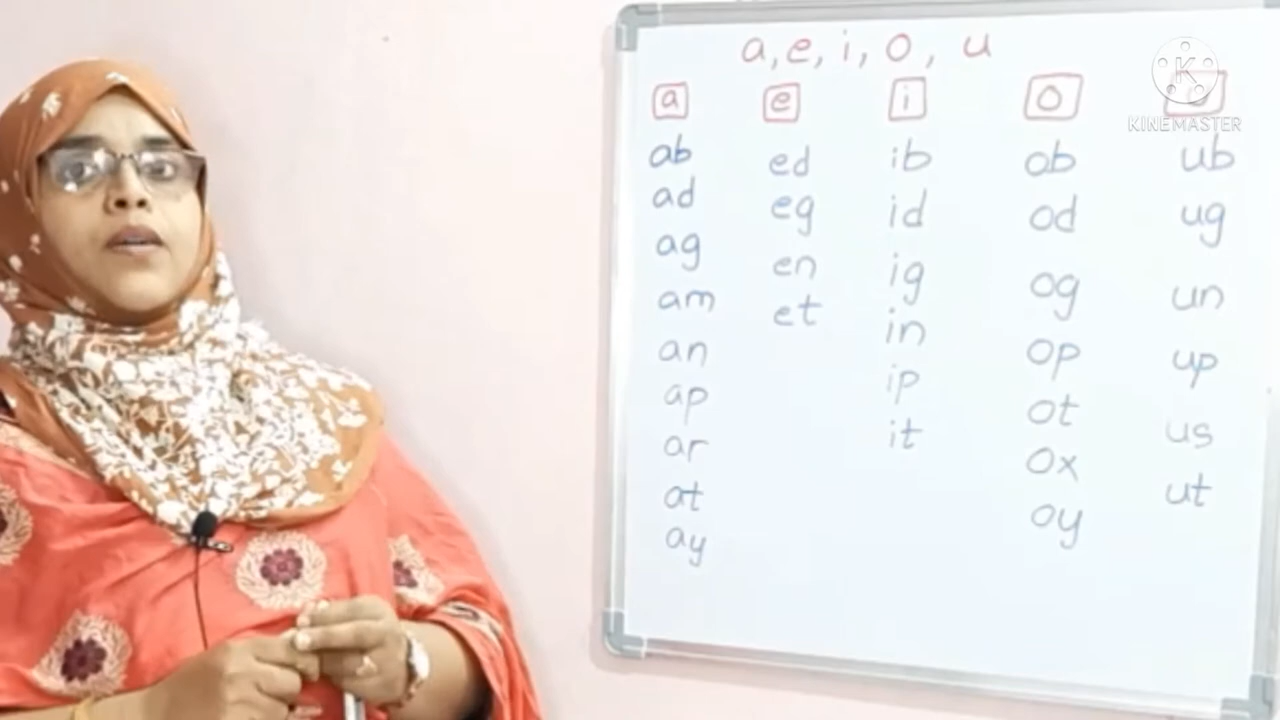 a, e, i, o, u
a e i o
KINEMASTER
ab ed ib ob ub
ad eg id od ug
ag en ig og un
am et in op up
an ip ot us
ap it ox ut
ar oy
at
ay